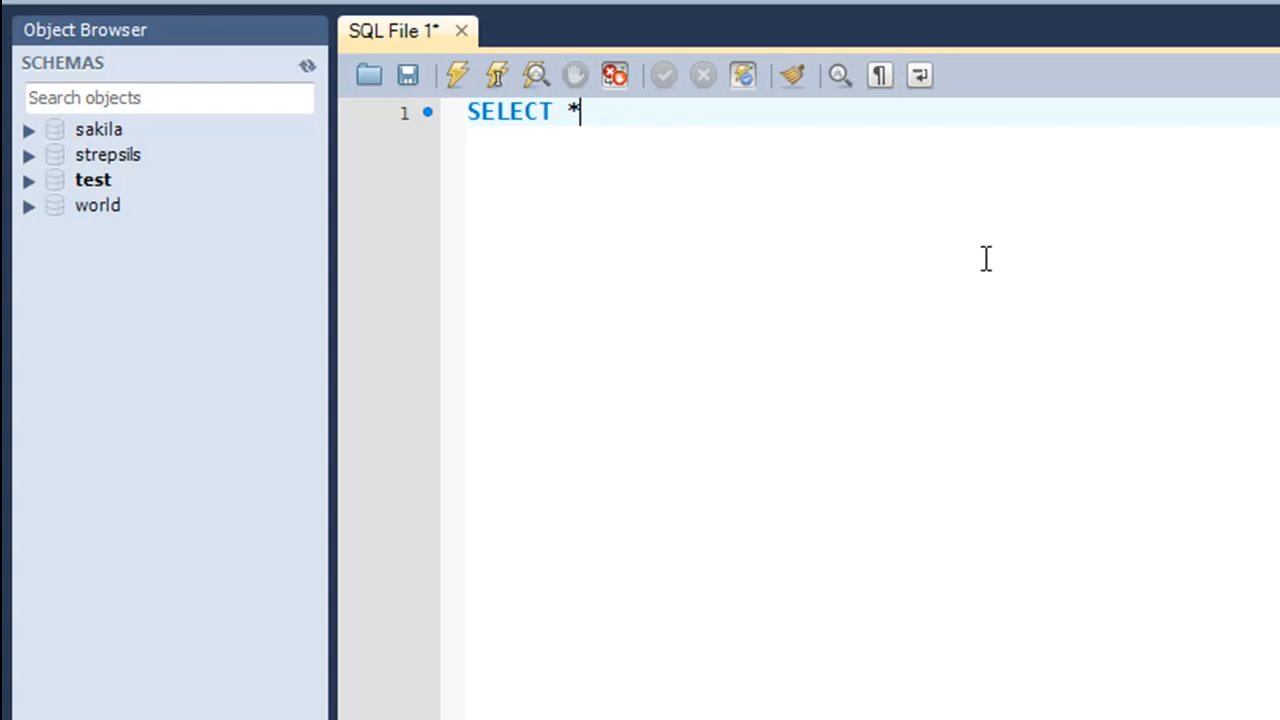 Object Browser
SCHEMAS
Search objects
sakila
strepsils
test
world
SQL File 1*
1 SELECT *